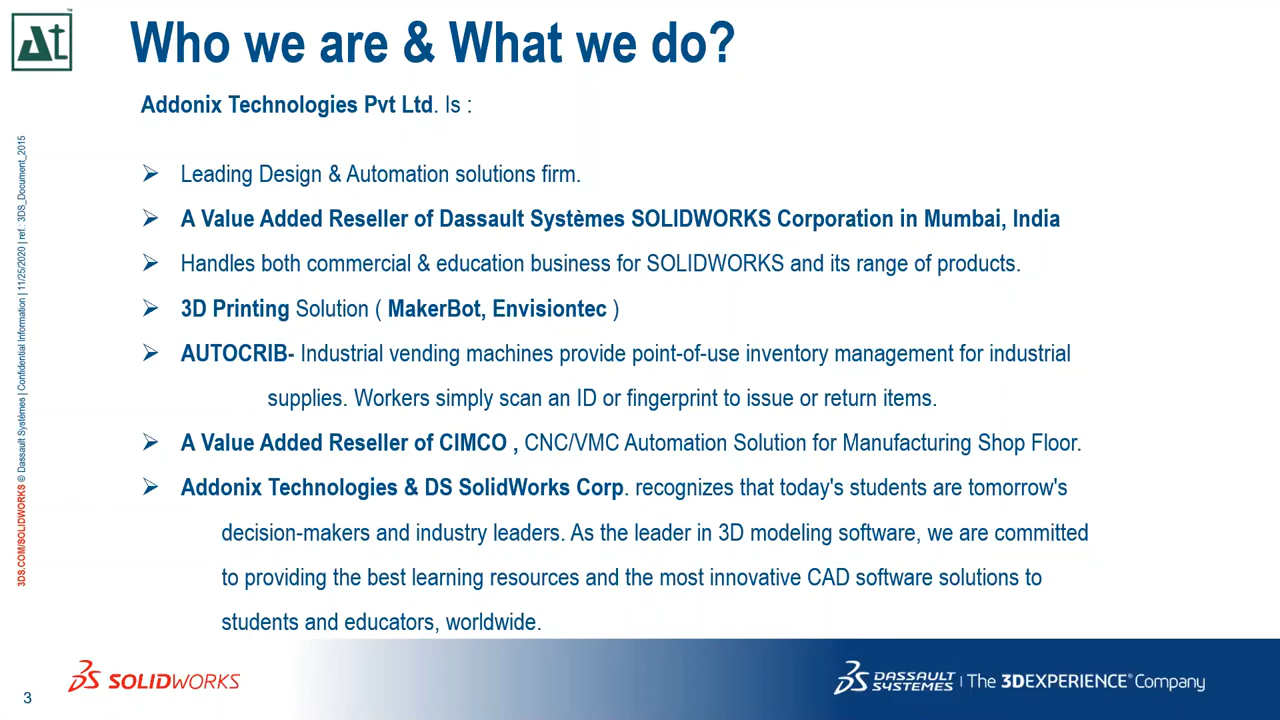 At
TM
Who we are & What we do?
Addonix Technologies Pvt Ltd. Is :
Leading Design & Automation solutions firm.
A Value Added Reseller of Dassault Systèmes SOLIDWORKS Corporation in Mumbai, India
Handles both commercial & education business for SOLIDWORKS and its range of products.
3D Printing Solution ( MakerBot, Envisiontec )
AUTOCRIB- Industrial vending machines provide point-of-use inventory management for industrial
supplies. Workers simply scan an ID or fingerprint to issue or return items.
A Value Added Reseller of CIMCO , CNC/VMC Automation Solution for Manufacturing Shop Floor.
Addonix Technologies & DS SolidWorks Corp. recognizes that today's students are tomorrow's
decision-makers and industry leaders. As the leader in 3D modeling software, we are committed
to providing the best learning resources and the most innovative CAD software solutions to
students and educators, worldwide.
3DS.COM/SOLIDWORKS © Dassault Systèmes | Confidential Information | 11/25/2020 | ref.: 3DS_Document_2015
3
DS SOLIDWORKS
DS DASSAULT SYSTEMES | The 3DEXPERIENCE® Company